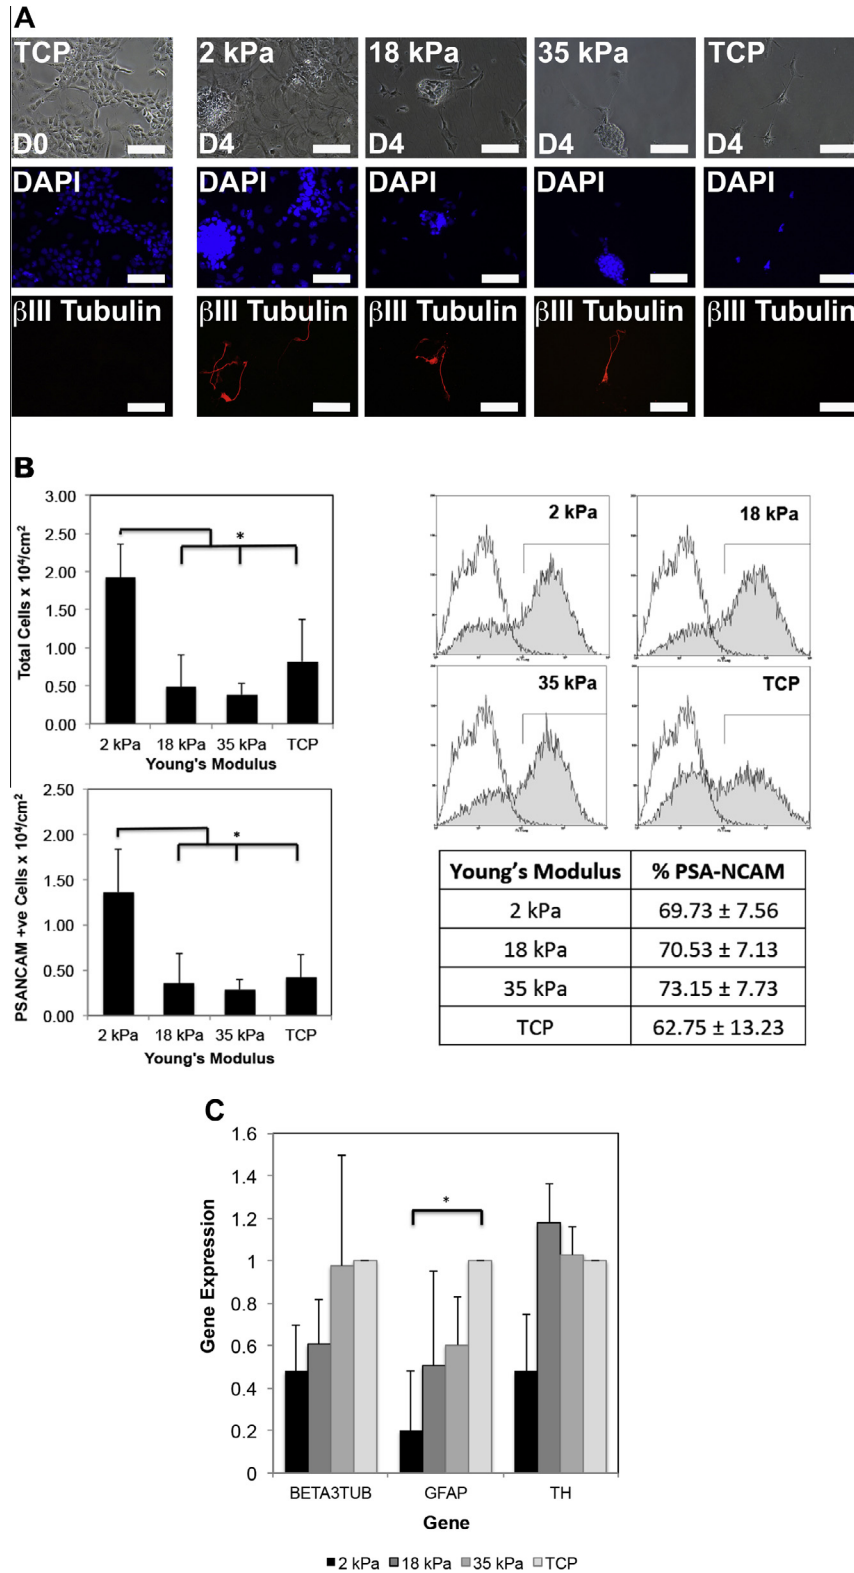 A
TCP
2 kPa
18 kPa
35 kPa
TCP
D0
D4
D4
D4
D4
DAPI
DAPI
DAPI
DAPI
DAPI
βIII Tubulin
βIII Tubulin
βIII Tubulin
βIII Tubulin
βIII Tubulin
B
Total Cells x 10⁴/cm²
3.00
2.50
2.00
1.50
1.00
0.50
0.00
*
2 kPa 18 kPa 35 kPa TCP
Young's Modulus
PSANCAM +ve Cells x 10⁴/cm²
2.50
2.00
1.50
1.00
0.50
0.00
*
2 kPa 18 kPa 35 kPa TCP
Young's Modulus
2 kPa
18 kPa
35 kPa
TCP
Young's Modulus % PSA-NCAM
2 kPa 69.73 ± 7.56
18 kPa 70.53 ± 7.13
35 kPa 73.15 ± 7.73
TCP 62.75 ± 13.23
C
Gene Expression
1.6
1.4
1.2
1
0.8
0.6
0.4
0.2
0
*
BETA3TUB GFAP TH
Gene
2 kPa 18 kPa 35 kPa TCP